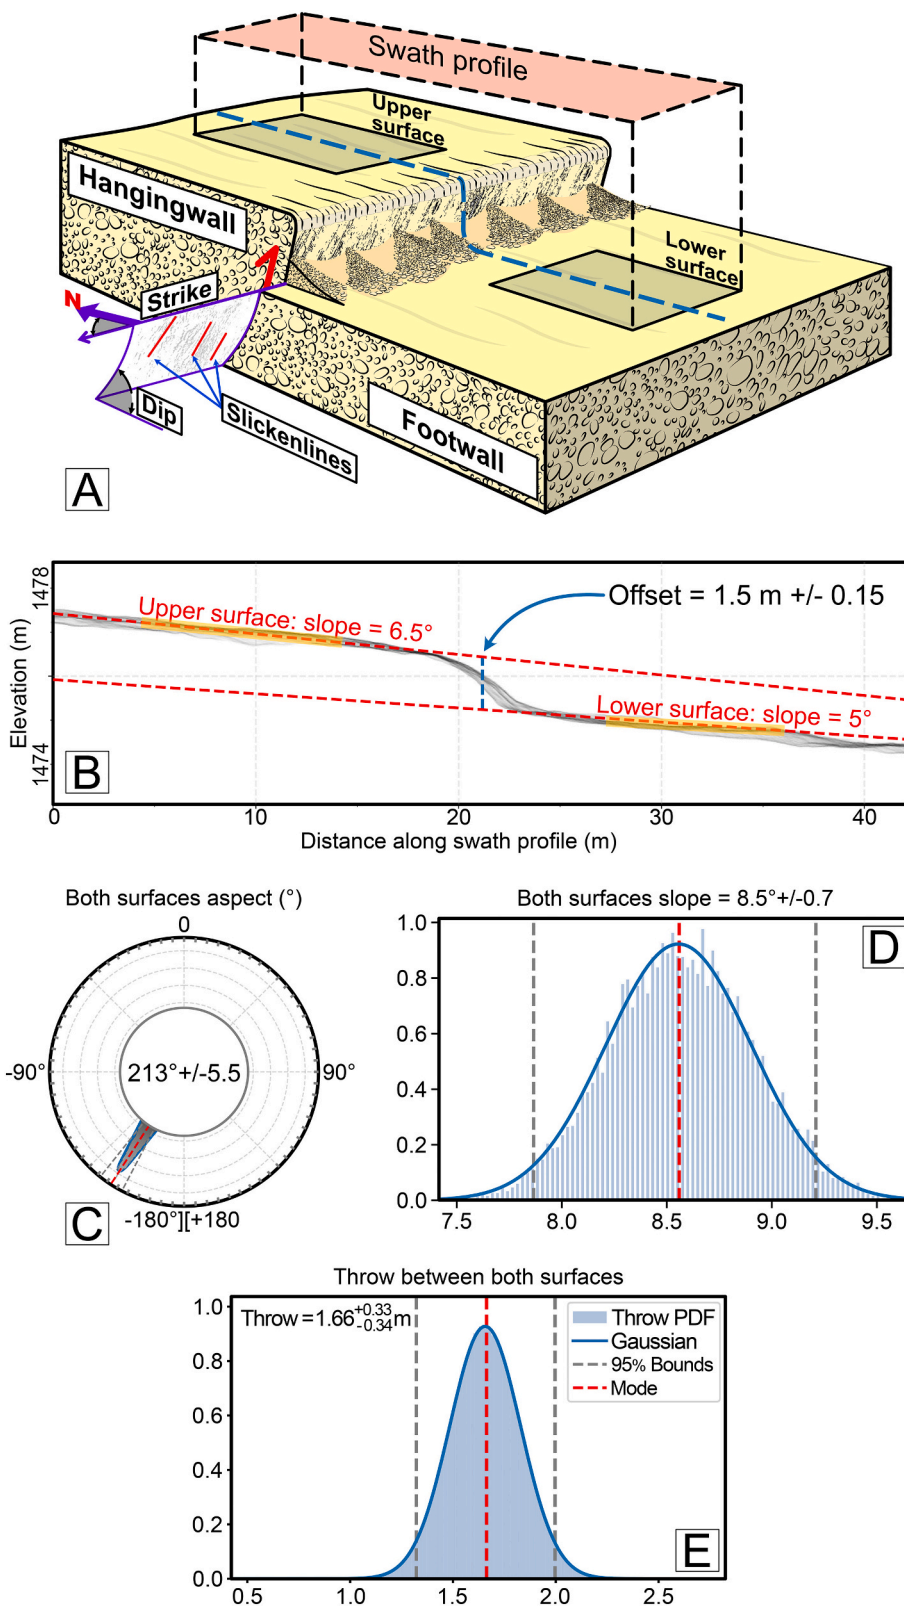 Swath profile
Upper
surface
Hangingwall
Lower
surface
N
Strike
Dip
Slickenlines
Footwall
A
1478
Elevation (m)
1474
Upper surface: slope = 6.5°
Offset = 1.5 m +/- 0.15
Lower surface: slope = 5°
B
0 10 20 30 40
Distance along swath profile (m)
Both surfaces aspect (°)
0
-90°
213°+/-5.5
90°
C
-180°][+180
Both surfaces slope = 8.5°+/-0.7
1.0
0.8
0.6
0.4
0.2
0.0
D
7.5 8.0 8.5 9.0 9.5
Throw between both surfaces
1.0
0.8
0.6
0.4
0.2
0.0
Throw = 1.66 +0.33 -0.34 m
Throw PDF
Gaussian
95% Bounds
Mode
E
0.5 1.0 1.5 2.0 2.5